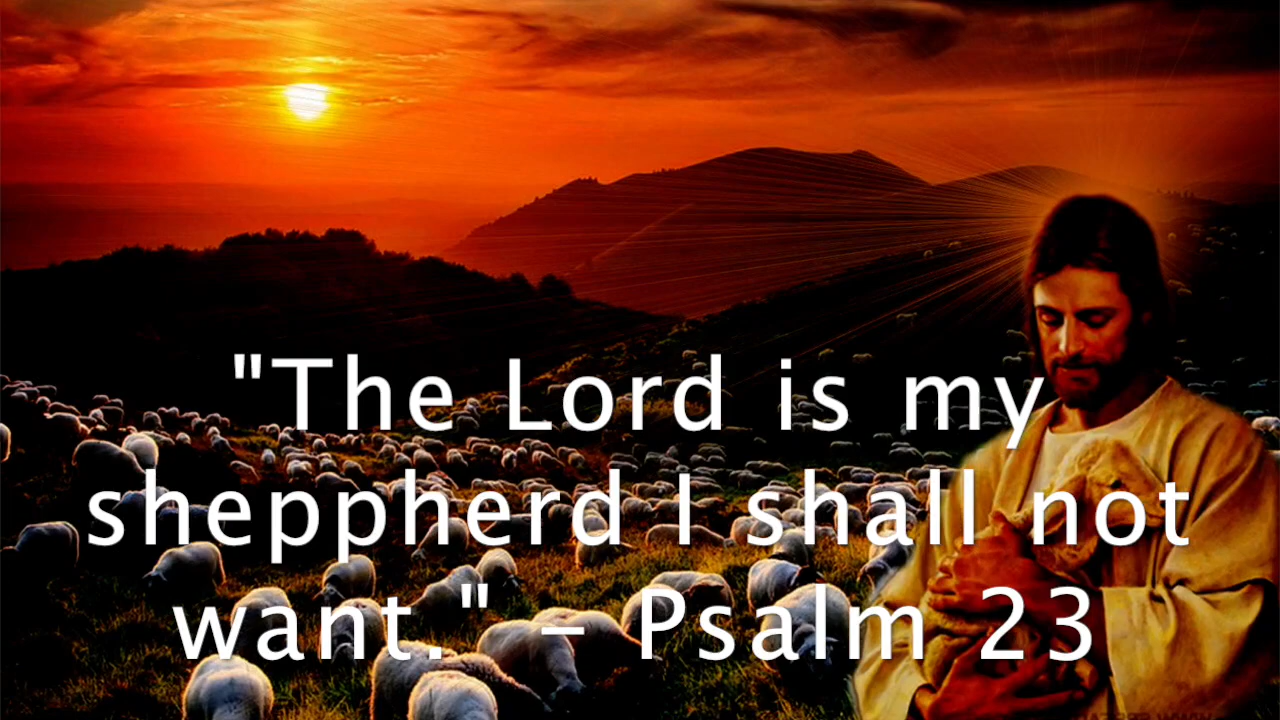 "The Lord is my
sheppherd I shall not
want." – Psalm 23